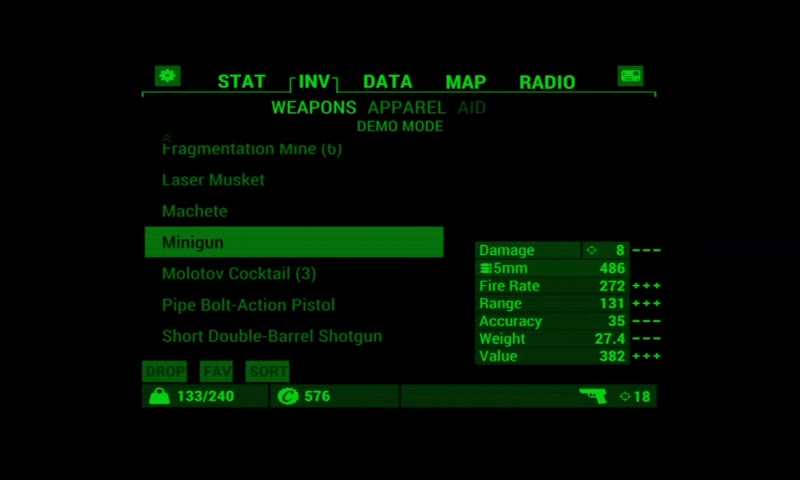 STAT INV DATA MAP RADIO
WEAPONS APPAREL AID
DEMO MODE
Fragmentation Mine (6)
Laser Musket
Machete
Minigun
Molotov Cocktail (3)
Pipe Bolt-Action Pistol
Short Double-Barrel Shotgun
Damage 8 ---
5mm 486
Fire Rate 272 +++
Range 131 +++
Accuracy 35 ---
Weight 27.4 ---
Value 382 +++
DROP FAV SORT
133/240 576 18